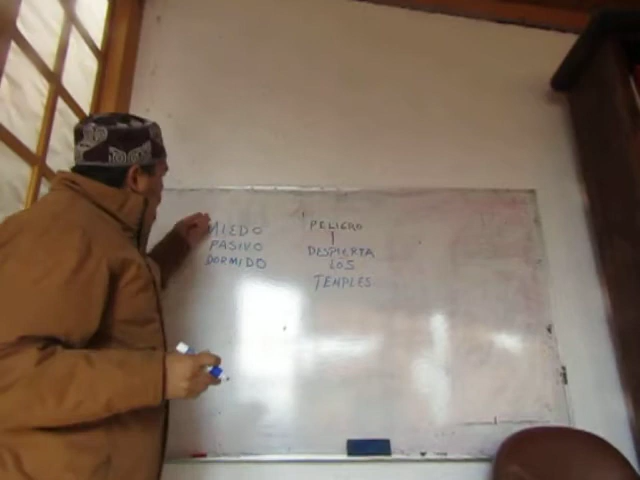 MIEDO
PASIVO
DORMIDO
PELIGRO
DESPIERTA
LOS
TEMPLES